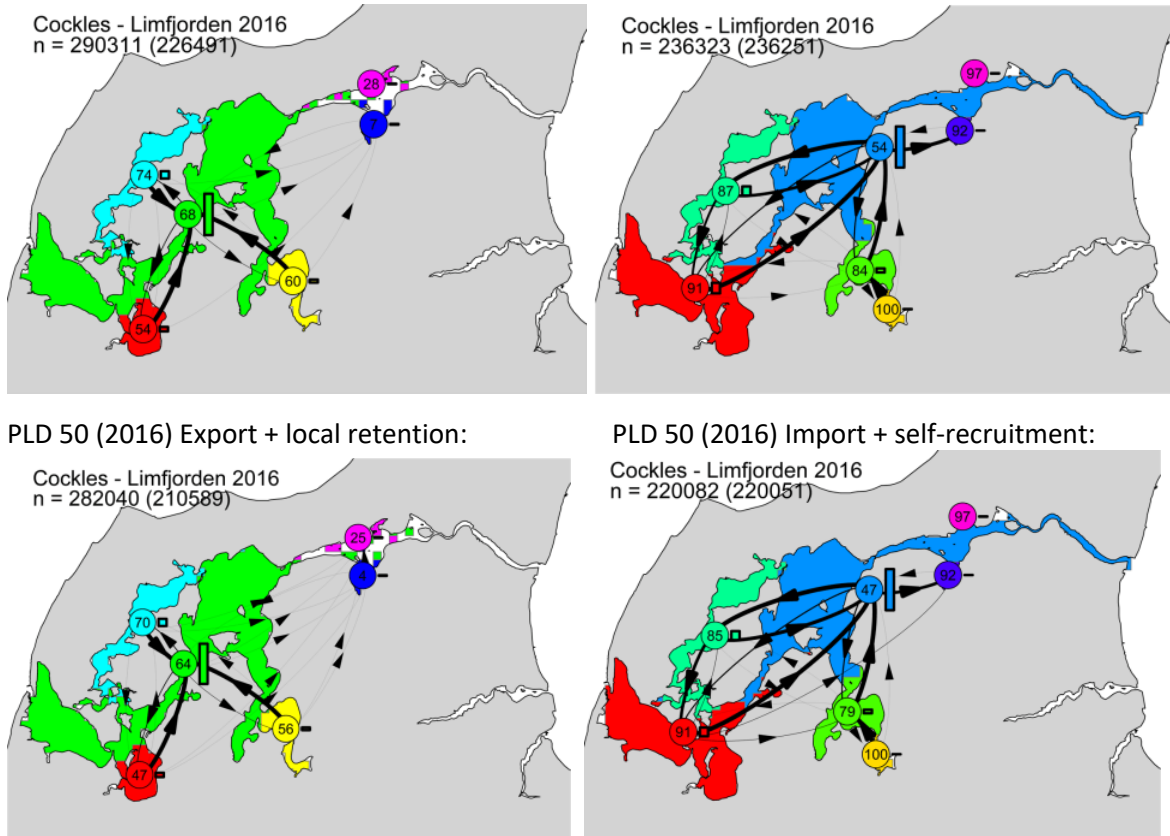 Cockles - Limfjorden 2016
n = 290311 (226491)
28
7
74
68
60
54
Cockles - Limfjorden 2016
n = 236323 (236251)
97
92
54
87
84
91
100
PLD 50 (2016) Export + local retention:
Cockles - Limfjorden 2016
n = 282040 (210589)
25
4
70
64
56
47
PLD 50 (2016) Import + self-recruitment:
Cockles - Limfjorden 2016
n = 220082 (220051)
97
92
47
85
79
91
100